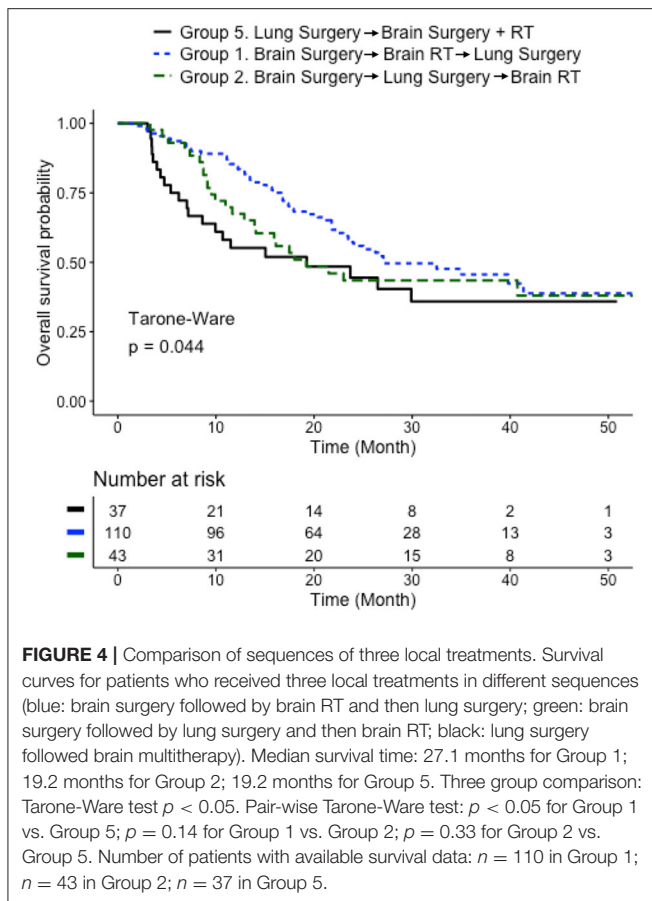 Group 5. Lung Surgery→Brain Surgery + RT
Group 1. Brain Surgery→Brain RT→Lung Surgery
Group 2. Brain Surgery→Lung Surgery→Brain RT
Overall survival probability
1.00
0.75
0.50
0.25
0.00
Tarone-Ware
p = 0.044
0 10 20 30 40 50
Time (Month)
Number at risk
37 21 14 8 2 1
110 96 64 28 13 3
43 31 20 15 8 3
0 10 20 30 40 50
Time (Month)
FIGURE 4 | Comparison of sequences of three local treatments. Survival
curves for patients who received three local treatments in different sequences
(blue: brain surgery followed by brain RT and then lung surgery; green: brain
surgery followed by lung surgery and then brain RT; black: lung surgery
followed brain multitherapy). Median survival time: 27.1 months for Group 1;
19.2 months for Group 2; 19.2 months for Group 5. Three group comparison:
Tarone-Ware test p < 0.05. Pair-wise Tarone-Ware test: p < 0.05 for Group 1
vs. Group 5; p = 0.14 for Group 1 vs. Group 2; p = 0.33 for Group 2 vs.
Group 5. Number of patients with available survival data: n = 110 in Group 1;
n = 43 in Group 2; n = 37 in Group 5.